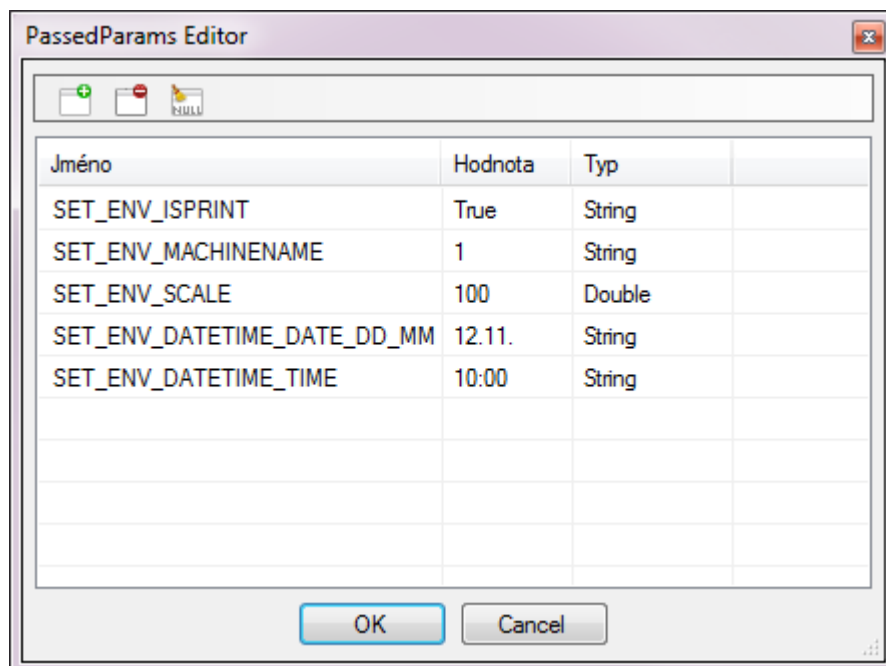 PassedParams Editor
NULL
Jméno Hodnota Typ
SET_ENV_ISPRINT True String
SET_ENV_MACHINENAME 1 String
SET_ENV_SCALE 100 Double
SET_ENV_DATETIME_DATE_DD_MM 12.11. String
SET_ENV_DATETIME_TIME 10:00 String
OK Cancel